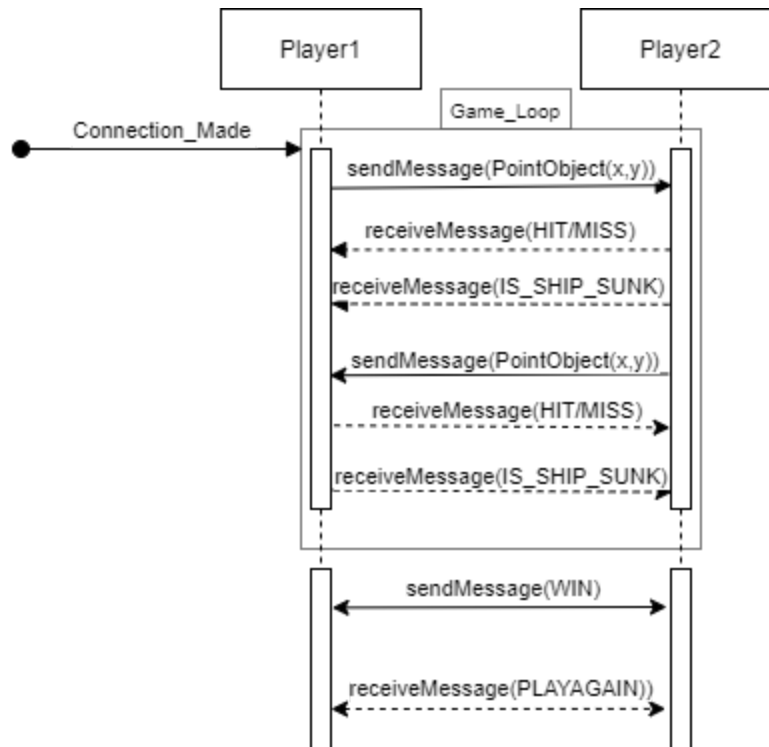 Player1
Player2
Game_Loop
Connection_Made
sendMessage(PointObject(x,y))
receiveMessage(HIT/MISS)
receiveMessage(IS_SHIP_SUNK)
sendMessage(PointObject(x,y))_
receiveMessage(HIT/MISS)
receiveMessage(IS_SHIP_SUNK)
sendMessage(WIN)
receiveMessage(PLAYAGAIN))